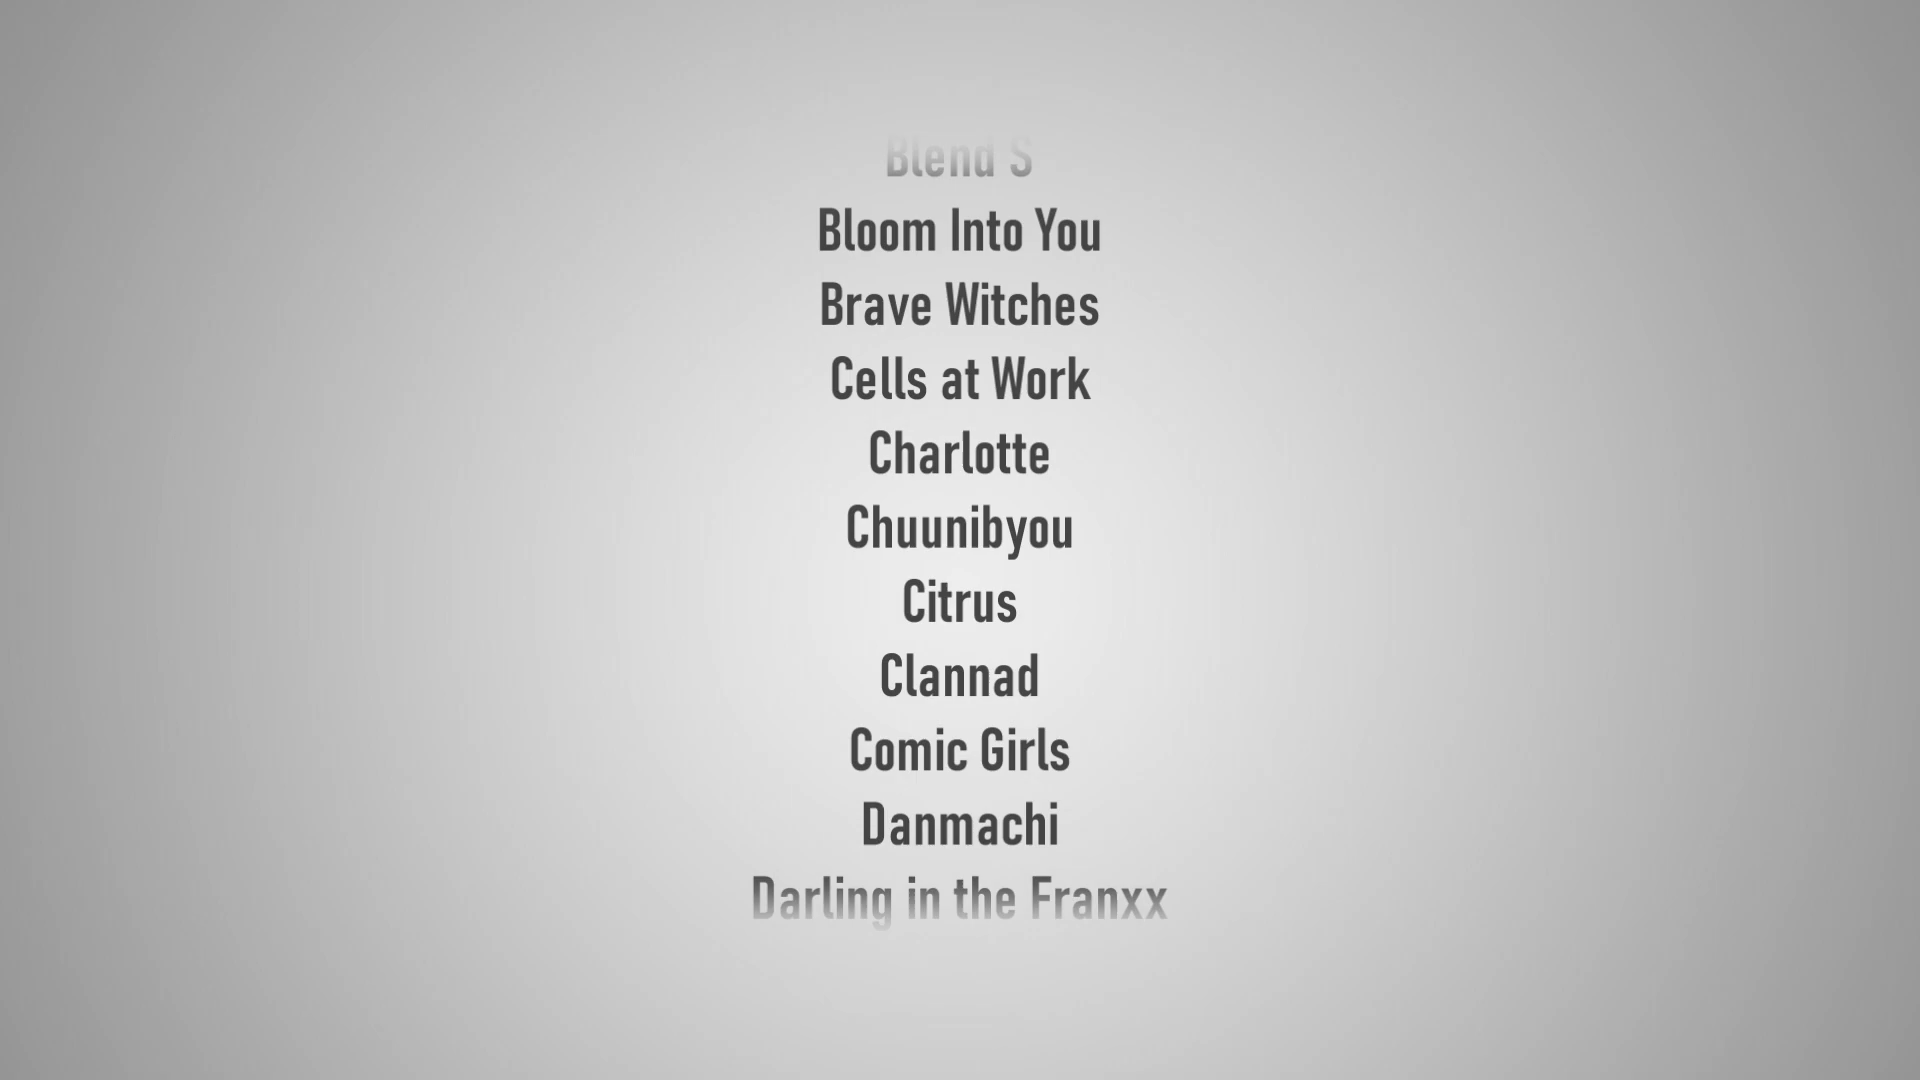 Blend S
Bloom Into You
Brave Witches
Cells at Work
Charlotte
Chuunibyou
Citrus
Clannad
Comic Girls
Danmachi
Darling in the Franxx